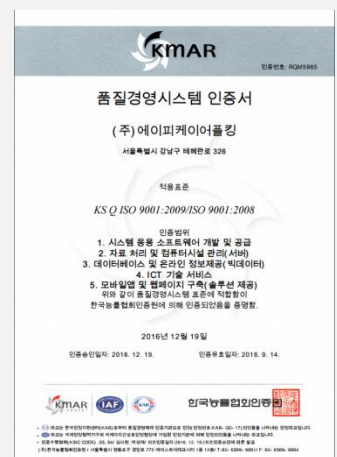 KMAR
인증번호: RQM5965
품질경영시스템 인증서
(주)에이피케이어플킹
서울특별시 강남구 테헤란로 326
적용표준
KS Q ISO 9001:2009/ISO 9001:2008
인증범위
1. 시스템 응용 소프트웨어 개발 및 공급
2. 자료 처리 및 컴퓨터시설 관리(서버)
3. 데이터베이스 및 온라인 정보제공(빅데이터)
4. ICT 기술 서비스
5. 모바일앱 및 웹페이지 구축(솔루션 제공)
위와 같이 품질경영시스템 표준에 적합함이
한국능률협회인증원에 의해 인증되었음을 증명함.
2016년 12월 19일
인증승인일자: 2016. 12. 19.
인증유효일자: 2018. 9. 14.
KMAR
IAF
KAB
한국능률협회인증원